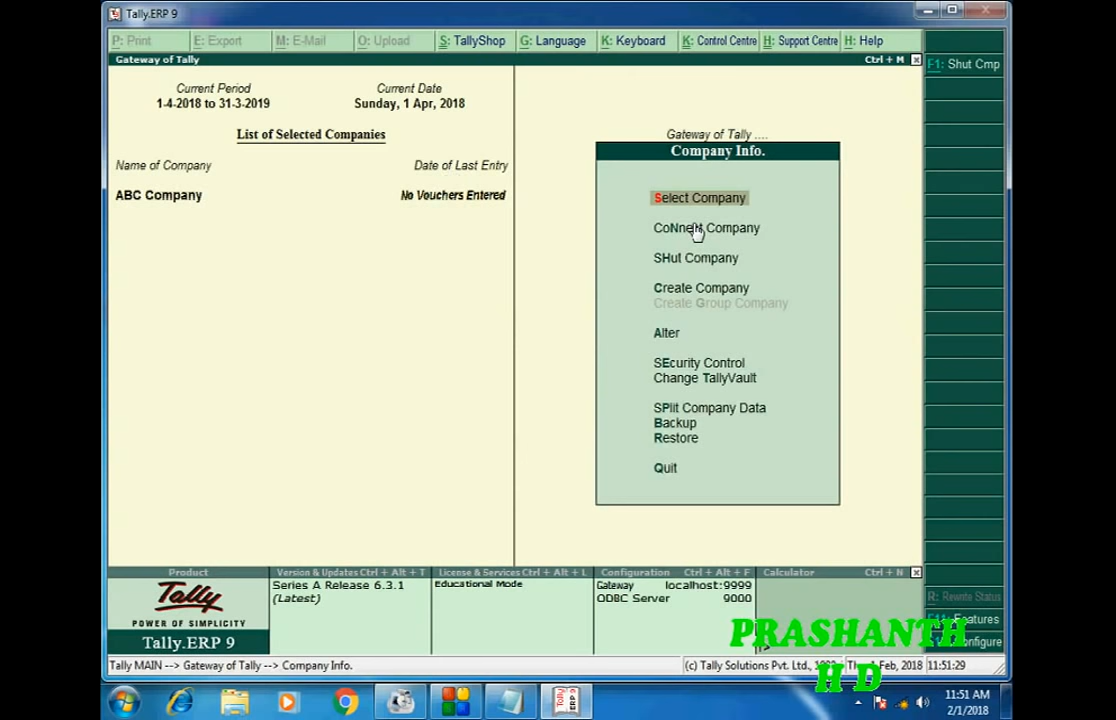 Tally.ERP 9
P: Print E: Export M: E-Mail O: Upload S: TallyShop G: Language K: Keyboard K: Control Centre H: Support Centre H: Help
Gateway of Tally Ctrl + M
F1: Shut Cmp
Current Period Current Date
1-4-2018 to 31-3-2019 Sunday, 1 Apr, 2018
List of Selected Companies
Name of Company Date of Last Entry
ABC Company No Vouchers Entered
Gateway of Tally ....
Company Info.
Select Company
CoNnect Company
SHut Company
Create Company
Create Group Company
Alter
SEcurity Control
Change TallyVault
SPlit Company Data
Backup
Restore
Quit
Product Version & Updates Ctrl + Alt + T License & Services Ctrl + Alt + L Configuration Ctrl + Alt + F Calculator Ctrl + N
Tally
POWER OF SIMPLICITY
Tally.ERP 9
Series A Release 6.3.1
(Latest)
Educational Mode
Gateway localhost:9999
ODBC Server 9000
R: Rewrite Status
F11: Features
Configure
PRASHANTH
H D
Tally MAIN --> Gateway of Tally --> Company Info. (c) Tally Solutions Pvt. Ltd., Feb, 2018 11:51:29
11:51 AM
2/1/2018